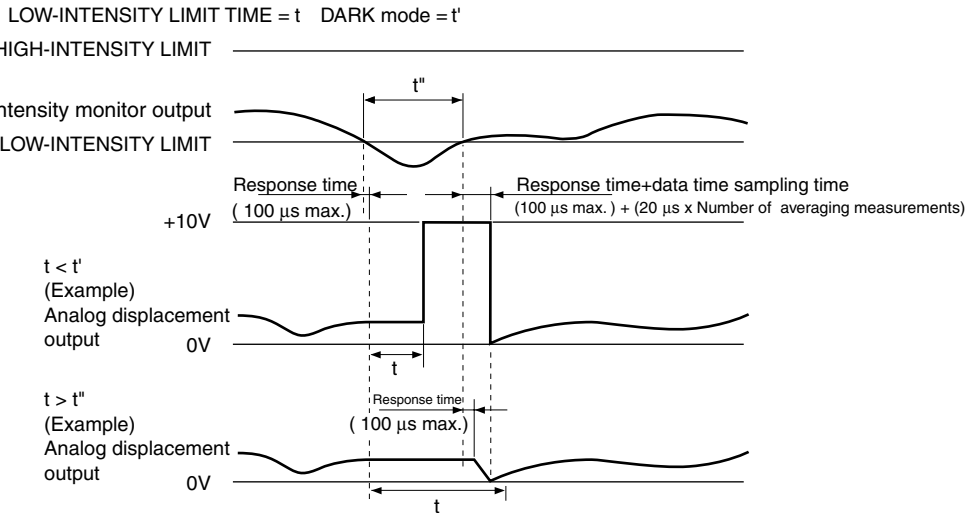 LOW-INTENSITY LIMIT TIME = t DARK mode = t'
HIGH-INTENSITY LIMIT
t"
ntensity monitor output
LOW-INTENSITY LIMIT
Response time
( 100 µs max.)
Response time+data time sampling time
(100 µs max. ) + (20 µs x Number of averaging measurements)
+10V
t < t'
(Example)
Analog displacement
output
0V
t
t > t"
(Example)
Analog displacement
output
0V
Response time
( 100 µs max.)
t